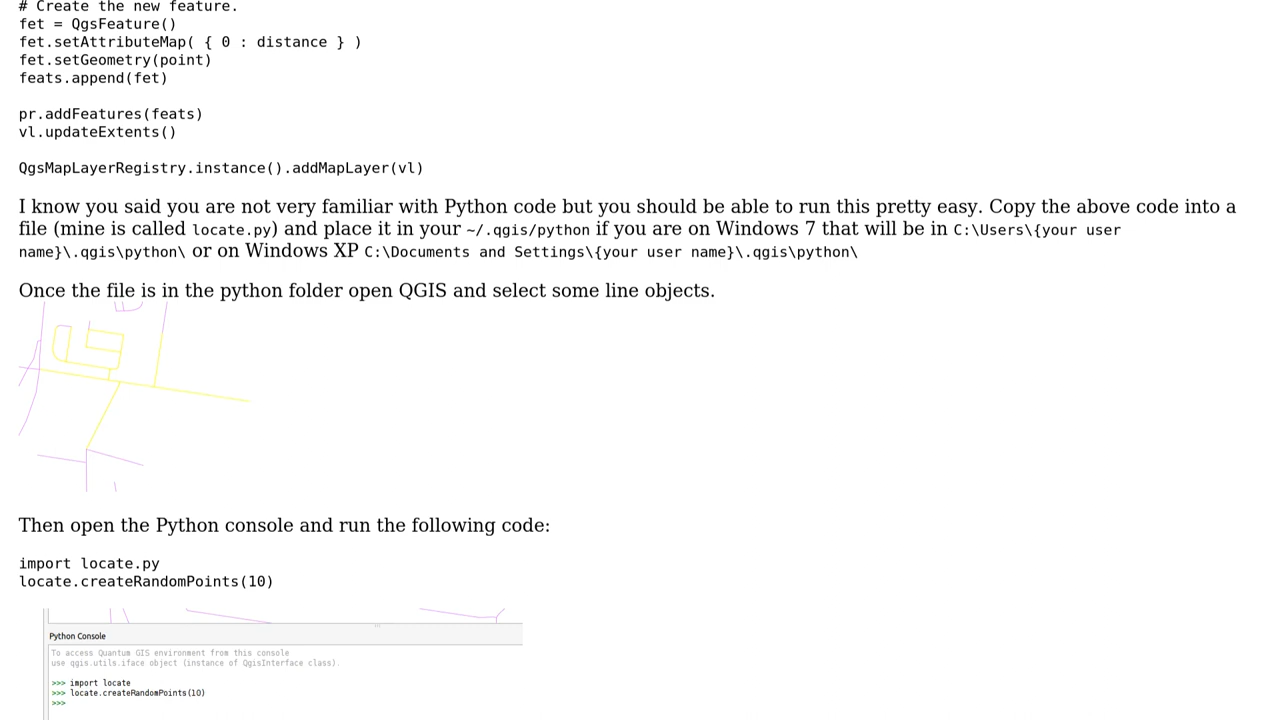 # Create the new feature.
fet = QgsFeature()
fet.setAttributeMap( { 0 : distance } )
fet.setGeometry(point)
feats.append(fet)
pr.addFeatures(feats)
vl.updateExtents()
QgsMapLayerRegistry.instance().addMapLayer(vl)
I know you said you are not very familiar with Python code but you should be able to run this pretty easy. Copy the above code into a
file (mine is called locate.py) and place it in your ~/.qgis/python if you are on Windows 7 that will be in C:\Users\{your user
name}\.qgis\python\ or on Windows XP C:\Documents and Settings\{your user name}\.qgis\python\
Once the file is in the python folder open QGIS and select some line objects.
Then open the Python console and run the following code:
import locate.py
locate.createRandomPoints(10)
Python Console
To access Quantum GIS environment from this console
use qgis.utils.iface object (instance of QgisInterface class).
>>> import locate
>>> locate.createRandomPoints(10)
>>>